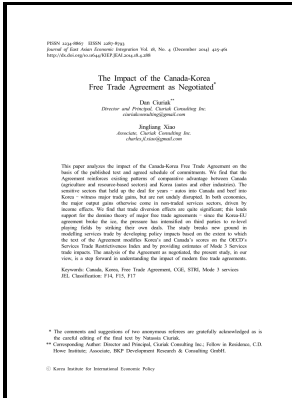 PISSN 2234-8867 EISSN 2287-8793
Journal of East Asian Economic Integration Vol. 18, No. 4 (December 2014) 425-461
http://dx.doi.org/10.11644/KIEP.JEAI.2014.18.4.288
The Impact of the Canada-Korea
Free Trade Agreement as Negotiated*
Dan Ciuriak**
Director and Principal, Ciuriak Consulting Inc.
ciuriakconsulting@gmail.com
Jingliang Xiao
Associate, Ciuriak Consulting Inc.
charles.jl.xiao@gmail.com
This paper analyzes the impact of the Canada-Korea Free Trade Agreement on the
basis of the published text and agreed schedule of commitments. We find that the
Agreement reinforces existing patterns of comparative advantage between Canada
(agriculture and resource-based sectors) and Korea (autos and other industries). The
sensitive sectors that held up the deal for years – autos into Canada and beef into
Korea – witness major trade gains, but are not unduly disrupted. In both economies,
the major output gains otherwise come in non-traded services sectors, driven by
income effects. We find that trade diversion effects are quite significant; this lends
support for the domino theory of major free trade agreements – since the Korea-EU
agreement broke the ice, the pressure has intensified on third parties to re-level
playing fields by striking their own deals. The study breaks new ground in
modelling services trade by developing policy impacts based on the extent to which
the text of the Agreement modifies Korea's and Canada's scores on the OECD's
Services Trade Restrictiveness Index and by providing estimates of Mode 3 Services
trade impacts. The analysis of the Agreement as negotiated, the present study, in our
view, is a step forward in understanding the impact of modern free trade agreements.
Keywords: Canada, Korea, Free Trade Agreement, CGE, STRI, Mode 3 services
JEL Classification: F14, F15, F17
* The comments and suggestions of two anonymous referees are gratefully acknowledged as is
the careful editing of the final text by Natassia Ciuriak.
** Corresponding Author: Director and Principal, Ciuriak Consulting Inc.; Fellow in Residence, C.D.
Howe Institute; Associate, BKP Development Research & Consulting GmbH.
© Korea Institute for International Economic Policy